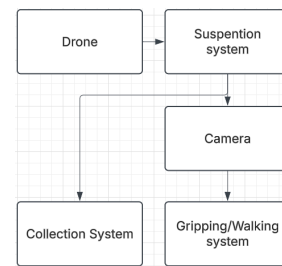 Drone
Suspention
system
Camera
Collection System
Gripping/Walking
system